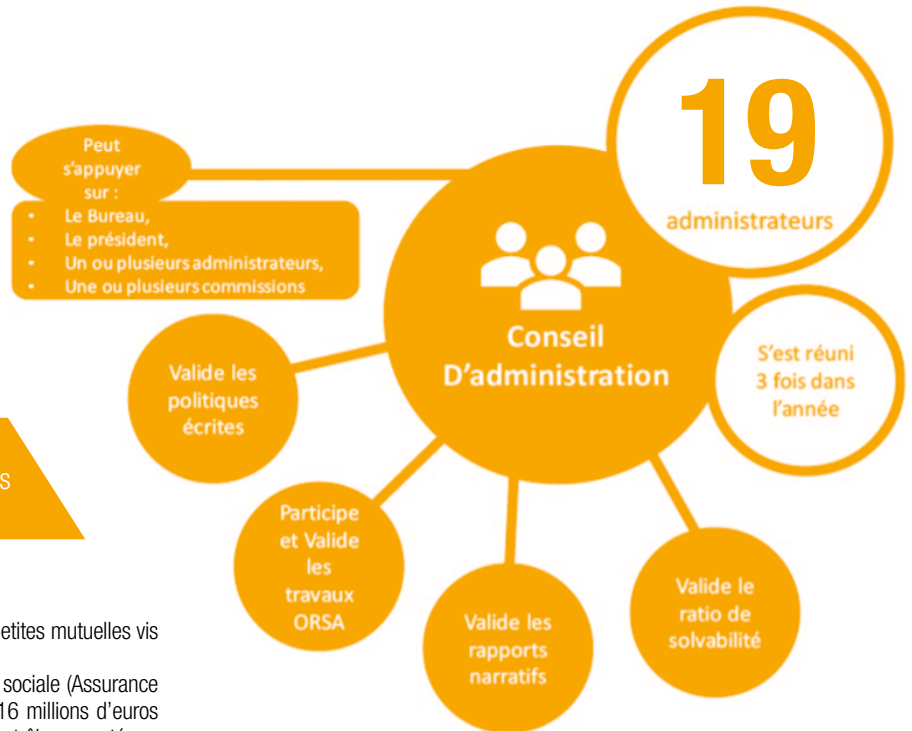 19
administrateurs
Peut
s'appuyer
sur :
• Le Bureau,
• Le président,
• Un ou plusieurs administrateurs,
• Une ou plusieurs commissions
Conseil
D'administration
S'est réuni
3 fois dans
l'année
Valide les
politiques
écrites
Participe
et Valide
les
travaux
ORSA
Valide les
rapports
narratifs
Valide le
ratio de
solvabilité
S
etites mutuelles vis
sociale (Assurance
16 millions d'euros